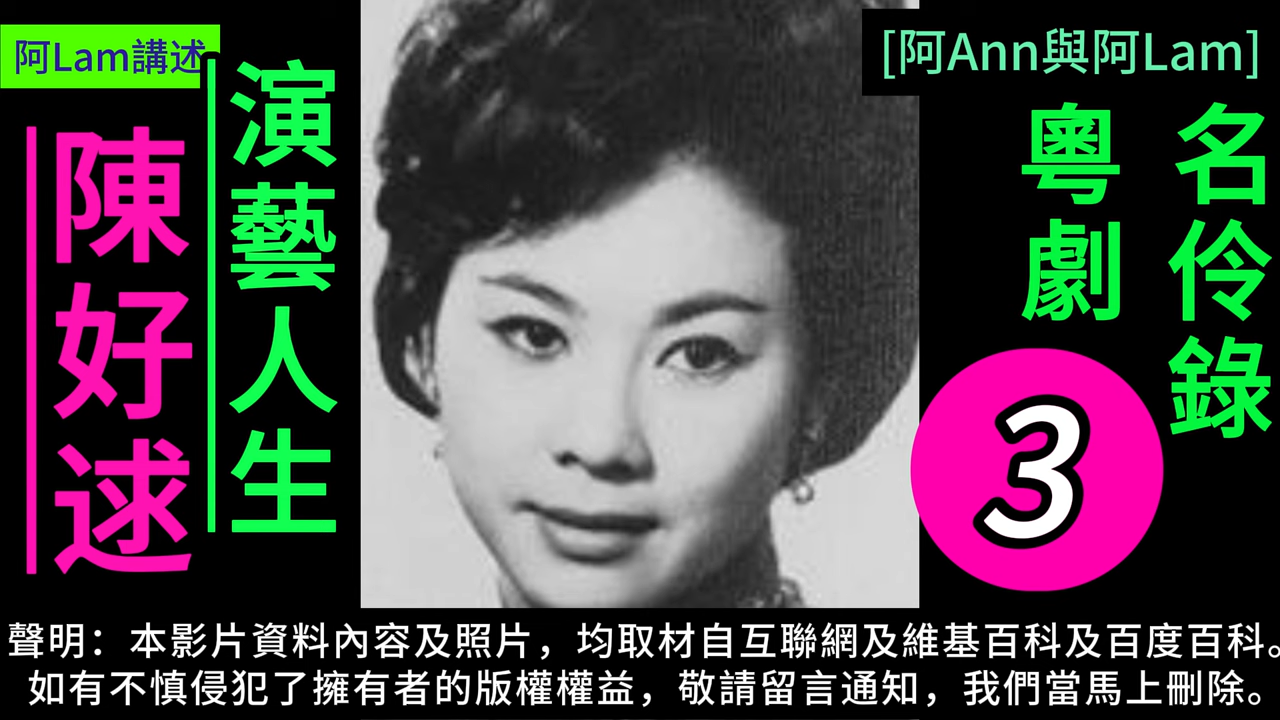 阿Lam講述
陳好逑
演藝人生
[阿Ann與阿Lam]
粵劇
名伶錄
3
聲明：本影片資料內容及照片，均取材自互聯網及維基百科及百度百科。
如有不慎侵犯了擁有者的版權權益，敬請留言通知，我們當馬上刪除。